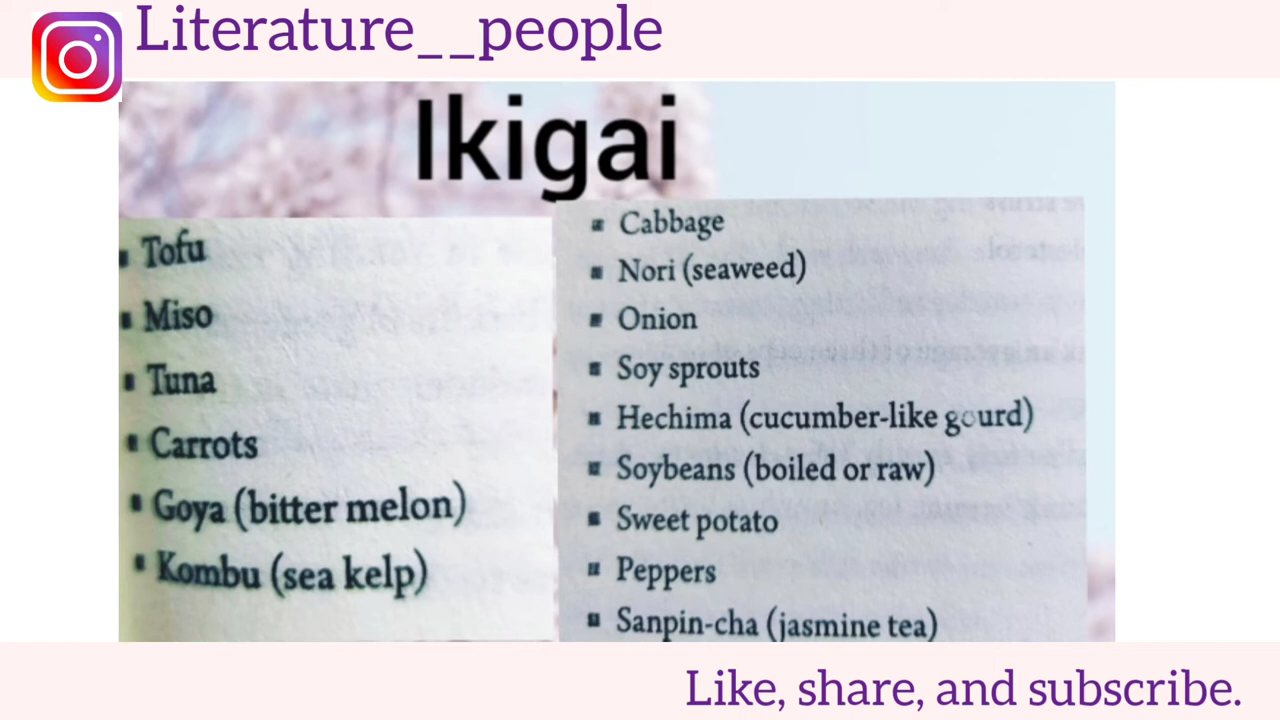 Literature__people
Ikigai
Tofu
Miso
Tuna
Carrots
Goya (bitter melon)
Kombu (sea kelp)
Cabbage
Nori (seaweed)
Onion
Soy sprouts
Hechima (cucumber-like gourd)
Soybeans (boiled or raw)
Sweet potato
Peppers
Sanpin-cha (jasmine tea)
Like, share, and subscribe.